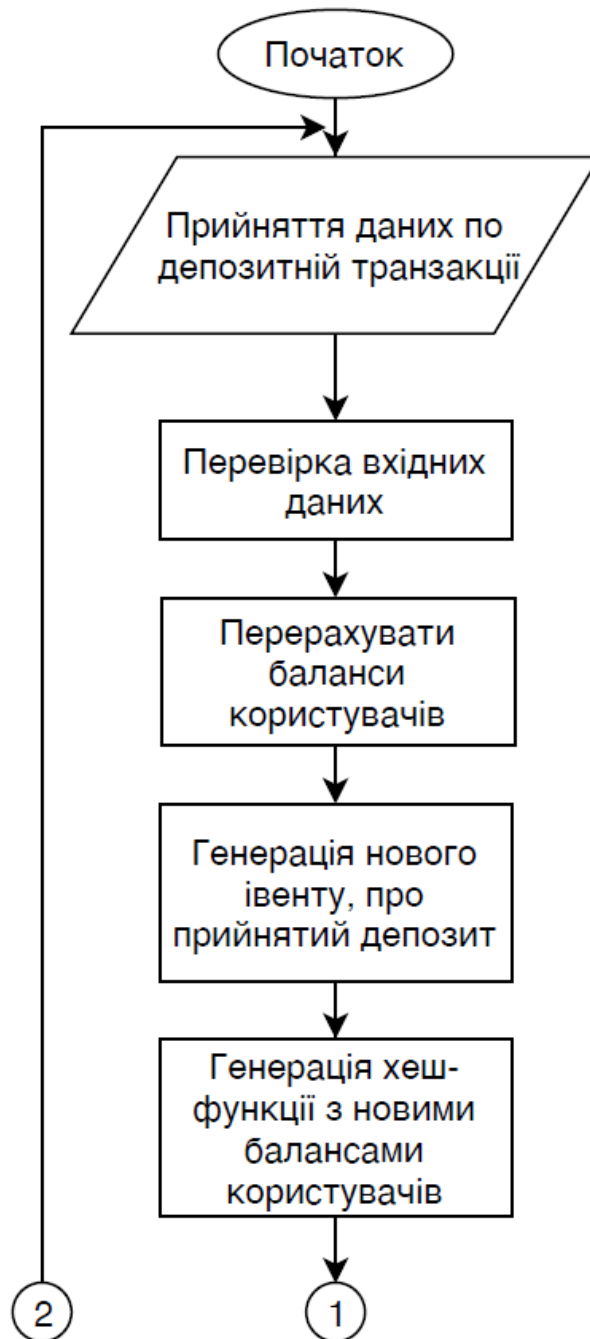 Початок
Прийняття даних по
депозитній транзакції
Перевірка вхідних
даних
Перерахувати
баланси
користувачів
Генерація нового
івенту, про
прийнятий депозит
Генерація хеш-
функції з новими
балансами
користувачів
2
1